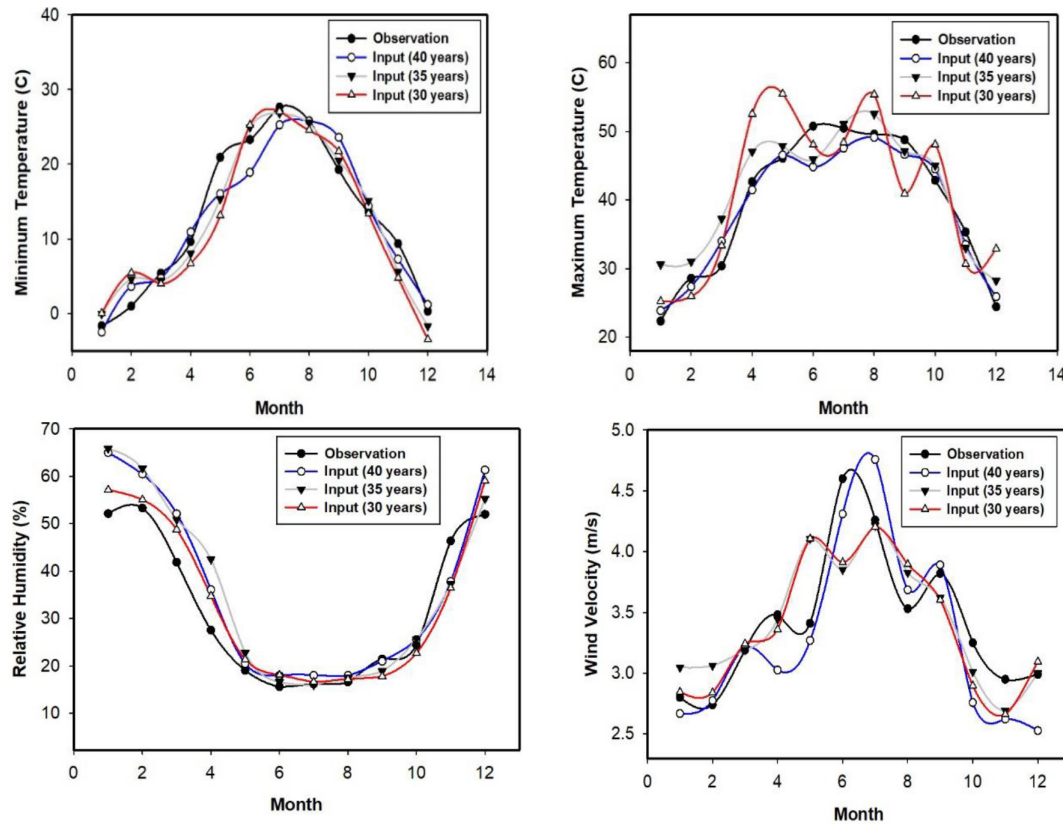 Minimum Temperature (C)
40
30
20
10
0
Observation
Input (40 years)
Input (35 years)
Input (30 years)
0 2 4 6 8 10 12 14
Month
Maximum Temperature (C)
60
50
40
30
20
Observation
Input (40 years)
Input (35 years)
Input (30 years)
0 2 4 6 8 10 12 14
Month
Relative Humidity (%)
70
60
50
40
30
20
10
Observation
Input (40 years)
Input (35 years)
Input (30 years)
0 2 4 6 8 10 12
Month
Wind Velocity (m/s)
5.0
4.5
4.0
3.5
3.0
2.5
Observation
Input (40 years)
Input (35 years)
Input (30 years)
0 2 4 6 8 10 12
Month